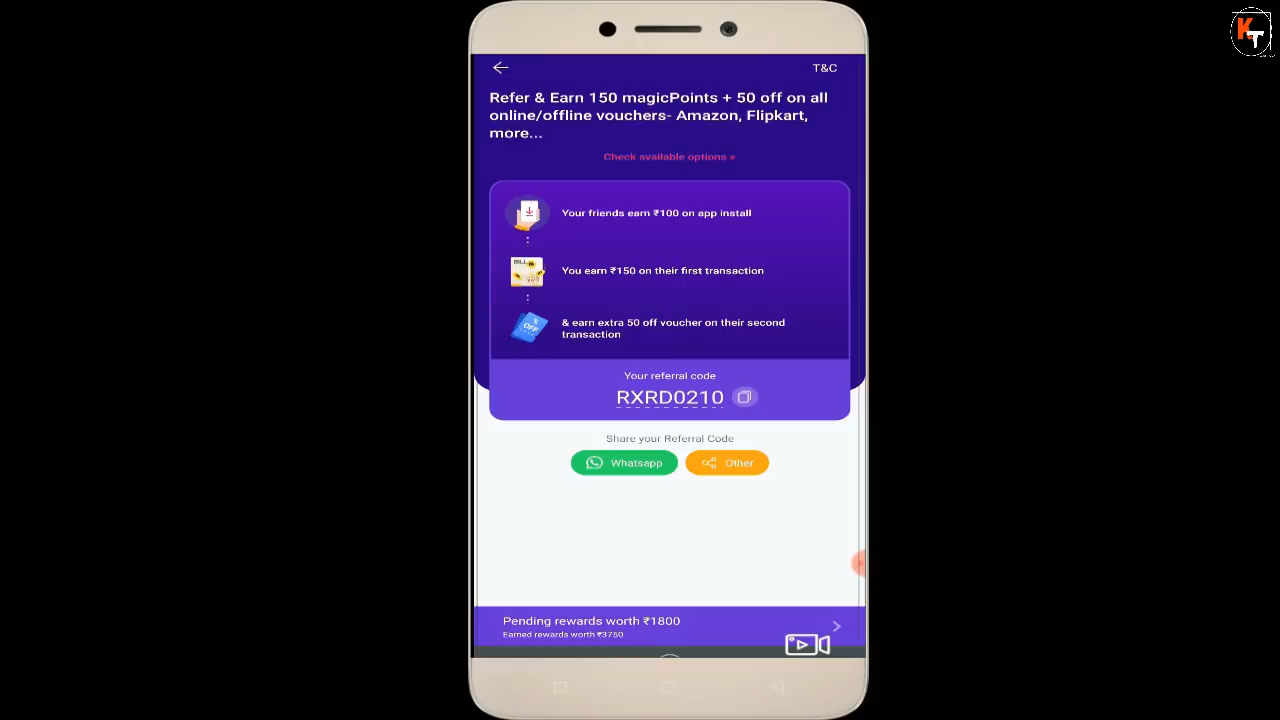 KT
T&C
Refer & Earn 150 magicPoints + 50 off on all
online/offline vouchers- Amazon, Flipkart,
more...
Check available options »
Your friends earn ₹100 on app install
BILL
You earn ₹150 on their first transaction
% OFF
& earn extra 50 off voucher on their second
transaction
Your referral code
RXRD0210
Share your Referral Code
Whatsapp
Other
Pending rewards worth ₹1800
Earned rewards worth ₹3750